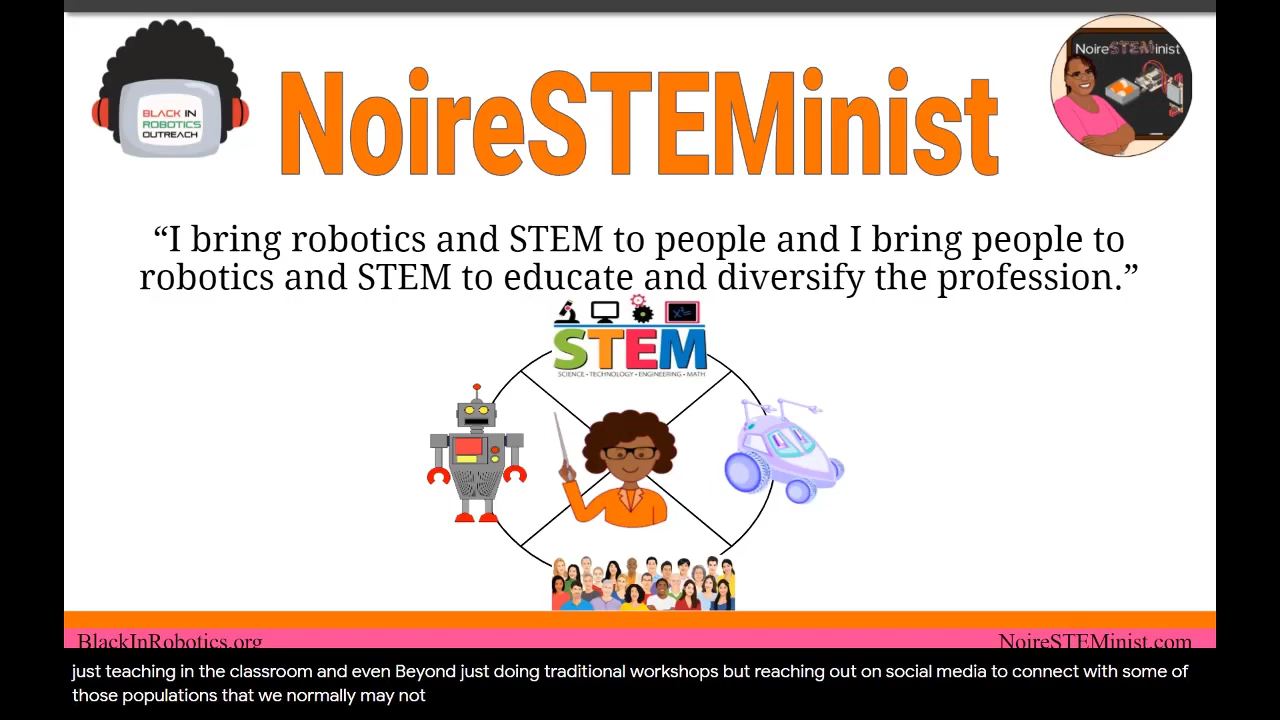 BLACK IN
ROBOTICS
OUTREACH
NoireSTEMinist
NoireSTEMinist
“I bring robotics and STEM to people and I bring people to
robotics and STEM to educate and diversify the profession.”
STEM
SCIENCE • TECHNOLOGY • ENGINEERING • MATH
BlackInRobotics.org
NoireSTEMinist.com
just teaching in the classroom and even Beyond just doing traditional workshops but reaching out on social media to connect with some of
those populations that we normally may not